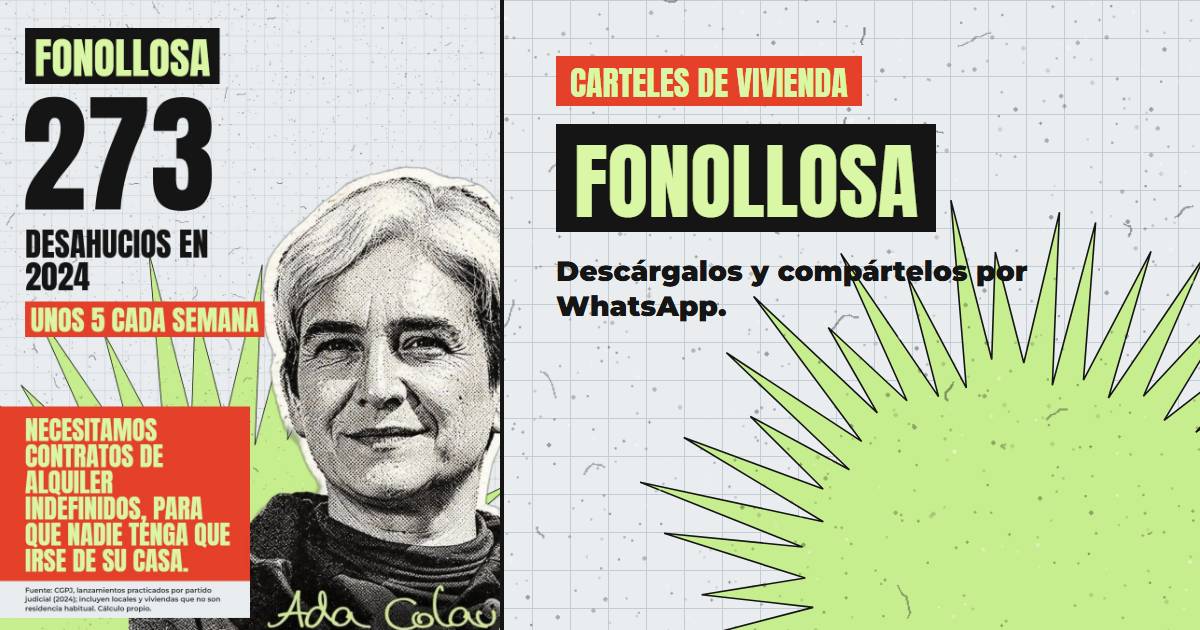 FONOLLOSA
273
DESAHUCIOS EN
2024
UNOS 5 CADA SEMANA
NECESITAMOS
CONTRATOS DE
ALQUILER
INDEFINIDOS, PARA
QUE NADIE TENGA QUE
IRSE DE SU CASA.
Fuente: CGPJ, lanzamientos practicados por partido
judicial (2024); incluyen locales y viviendas que no son
residencia habitual. Cálculo propio.
Ada Colau
CARTELES DE VIVIENDA
FONOLLOSA
Descárgalos y compártelos por
WhatsApp.